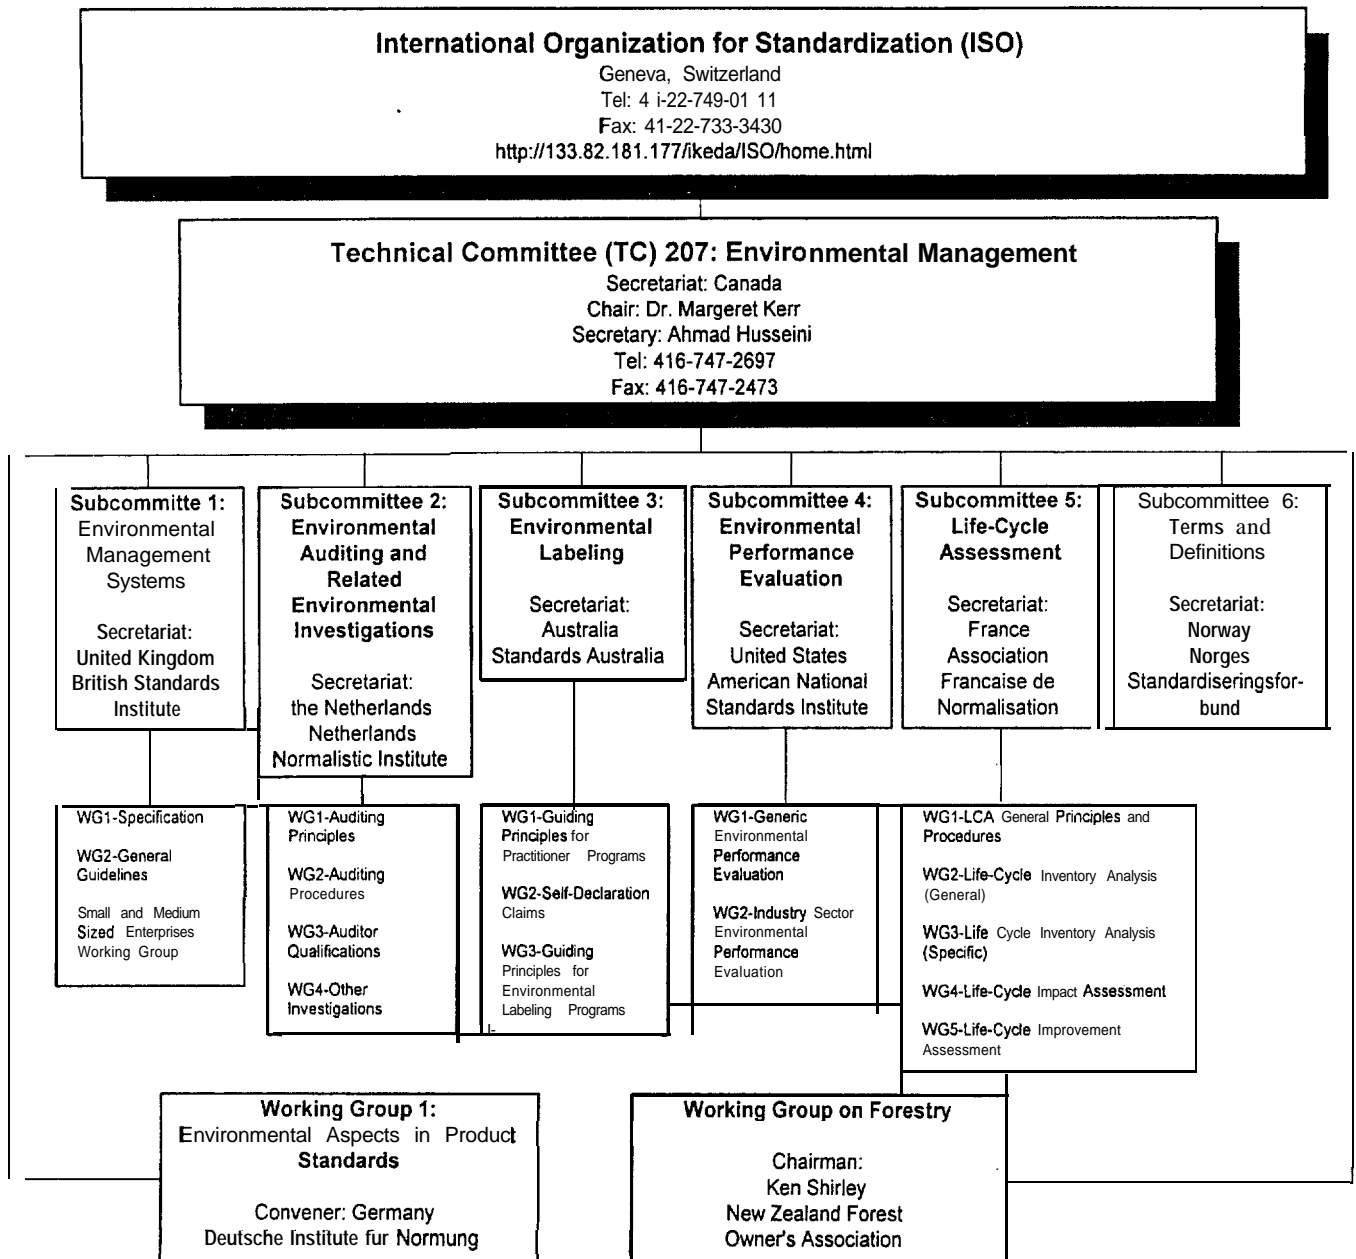 International Organization for Standardization (ISO)
Geneva, Switzerland
Tel: 4 i-22-749-01 11
Fax: 41-22-733-3430
http://133.82.181.177/ikeda/ISO/home.html
Technical Committee (TC) 207: Environmental Management
Secretariat: Canada
Chair: Dr. Margeret Kerr
Secretary: Ahmad Husseini
Tel: 416-747-2697
Fax: 416-747-2473
Subcommitte 1:
Environmental
Management
Systems
Secretariat:
United Kingdom
British Standards
Institute
Subcommittee 2:
Environmental
Auditing and
Related
Environmental
Investigations
Secretariat:
the Netherlands
Netherlands
Normalistic Institute
Subcommittee 3:
Environmental
Labeling
Secretariat:
Australia
Standards Australia
Subcommittee 4:
Environmental
Performance
Evaluation
Secretariat:
United States
American National
Standards Institute
Subcommittee 5:
Life-Cycle
Assessment
Secretariat:
France
Association
Francaise de
Normalisation
Subcommittee 6:
Terms and
Definitions
Secretariat:
Norway
Norges
Standardiseringsfor-
bund
WG1-Specification
WG2-General
Guidelines
Small and Medium
Sized Enterprises
Working Group
WG1-Auditing
Principles
WG2-Auditing
Procedures
WG3-Auditor
Qualifications
WG4-Other
Investigations
WG1-Guiding
Principles for
Practitioner Programs
WG2-Self-Declaration
Claims
WG3-Guiding
Principles for
Environmental
Labeling Programs
WG1-Generic
Environmental
Performance
Evaluation
WG2-Industry Sector
Environmental
Performance
Evaluation
WG1-LCA General Principles and
Procedures
WG2-Life-Cycle Inventory Analysis
(General)
WG3-Life Cycle Inventory Analysis
(Specific)
WG4-Life-Cycle Impact Assessment
WG5-Life-Cycle Improvement
Assessment
Working Group 1:
Environmental Aspects in Product
Standards
Convener: Germany
Deutsche Institute fur Normung
Working Group on Forestry
Chairman:
Ken Shirley
New Zealand Forest
Owner's Association